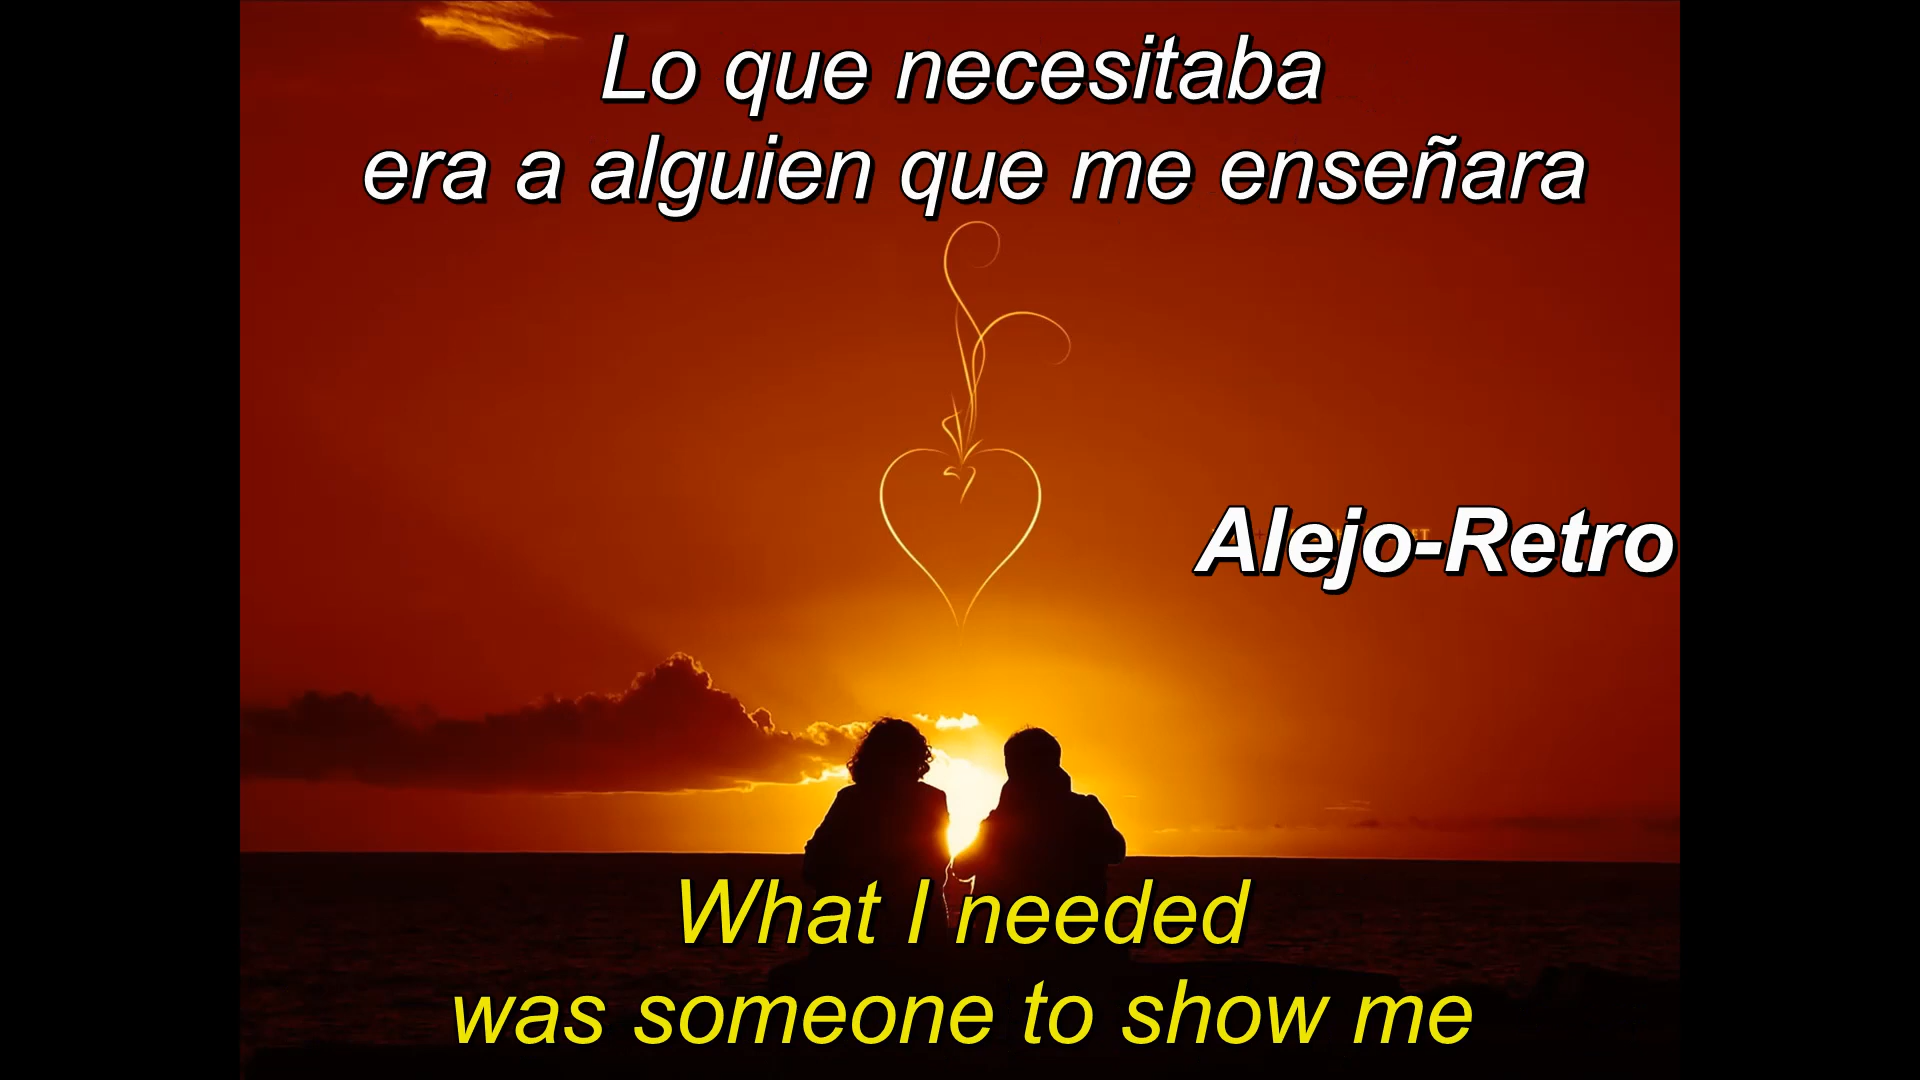 Lo que necesitaba
era a alguien que me enseñara
Alejo-Retro
What I needed
was someone to show me